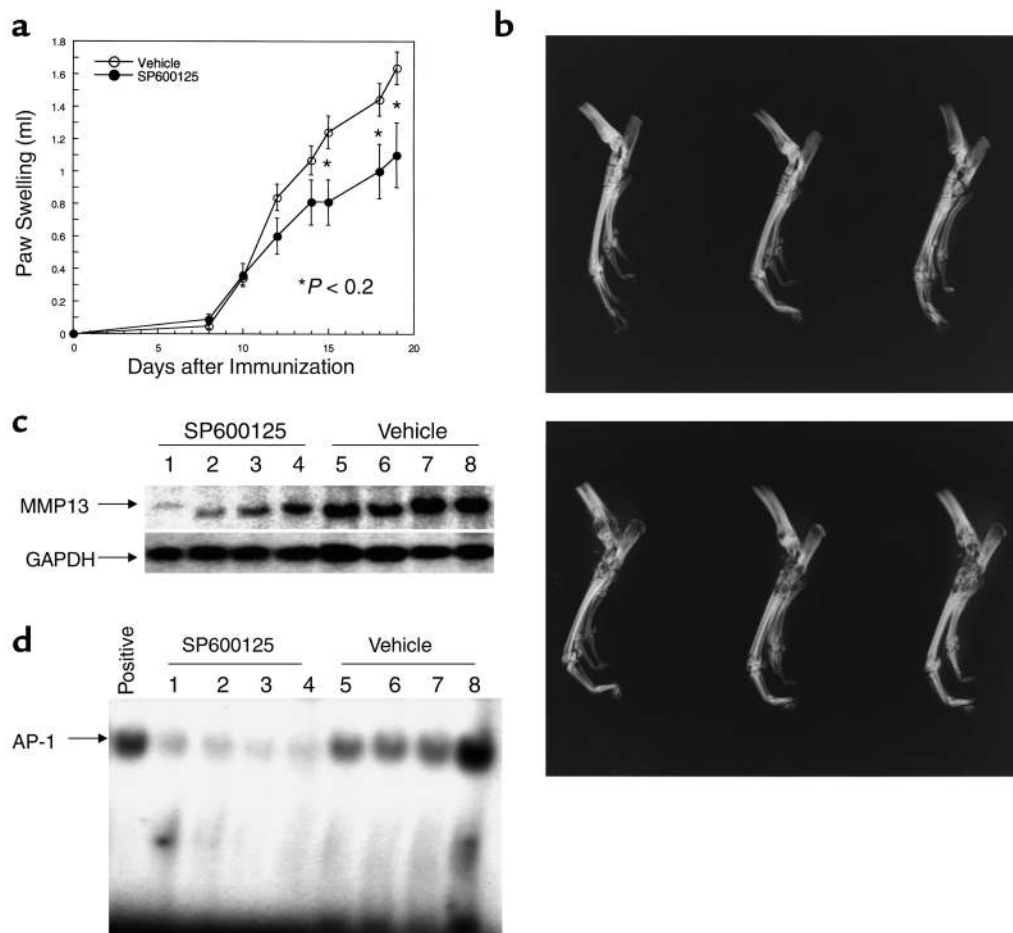 a
1.8
1.6
1.4
1.2
1
0.8
0.6
0.4
0.2
0
Vehicle
SP600125
*
*
*
*P < 0.2
0 5 10 15 20
Paw Swelling (ml)
Days after Immunization
b
c
SP600125 Vehicle
1 2 3 4 5 6 7 8
MMP13
GAPDH
d
Positive
SP600125 Vehicle
1 2 3 4 5 6 7 8
AP-1